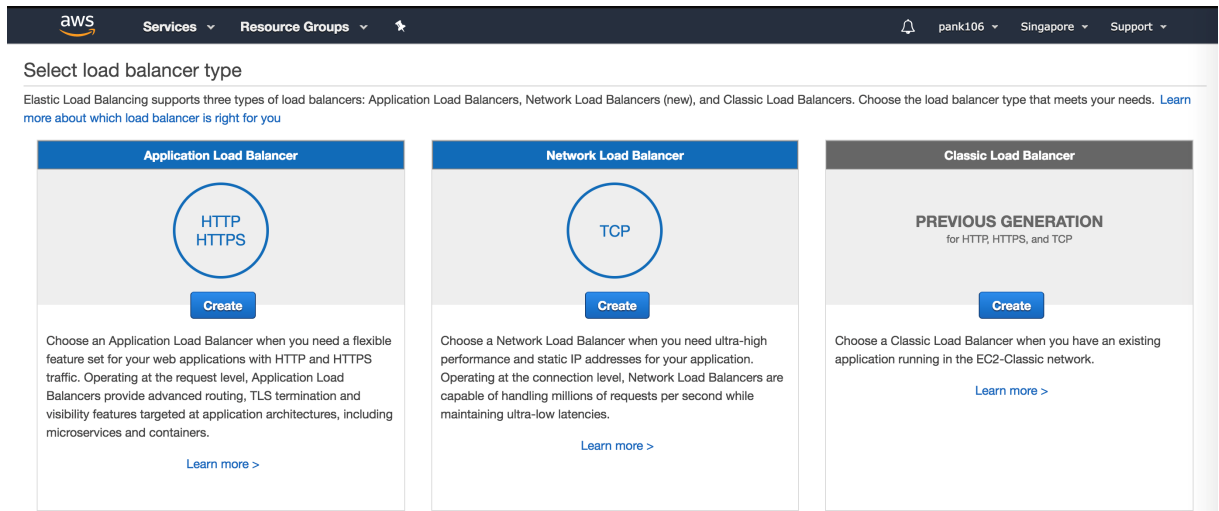 aws
Services
Resource Groups
pank106
Singapore
Support
Select load balancer type
Elastic Load Balancing supports three types of load balancers: Application Load Balancers, Network Load Balancers (new), and Classic Load Balancers. Choose the load balancer type that meets your needs. Learn
more about which load balancer is right for you
Application Load Balancer
HTTP
HTTPS
Create
Choose an Application Load Balancer when you need a flexible
feature set for your web applications with HTTP and HTTPS
traffic. Operating at the request level, Application Load
Balancers provide advanced routing, TLS termination and
visibility features targeted at application architectures, including
microservices and containers.
Learn more >
Network Load Balancer
TCP
Create
Choose a Network Load Balancer when you need ultra-high
performance and static IP addresses for your application.
Operating at the connection level, Network Load Balancers are
capable of handling millions of requests per second while
maintaining ultra-low latencies.
Learn more >
Classic Load Balancer
PREVIOUS GENERATION
for HTTP, HTTPS, and TCP
Create
Choose a Classic Load Balancer when you have an existing
application running in the EC2-Classic network.
Learn more >